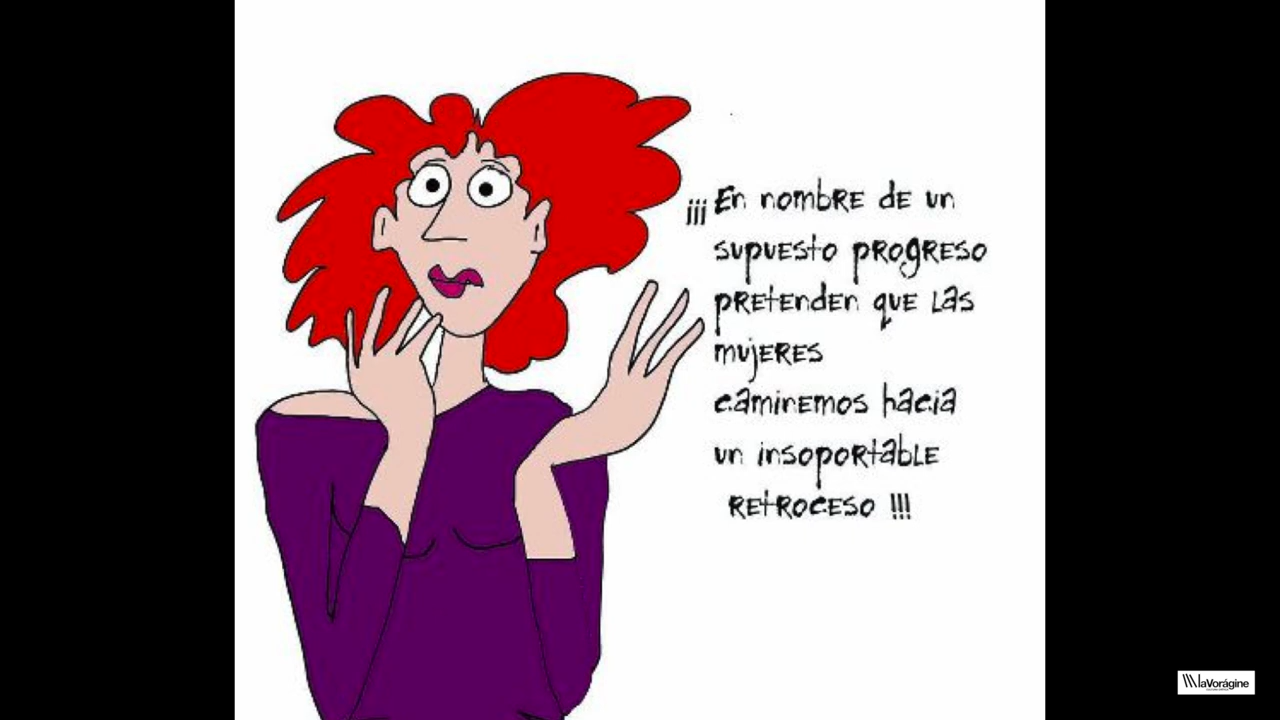 ¡¡¡ En nombre de un
supuesto progreso
pretenden que las
mujeres
caminemos hacia
un insoportable
retroceso !!!
laVorágine